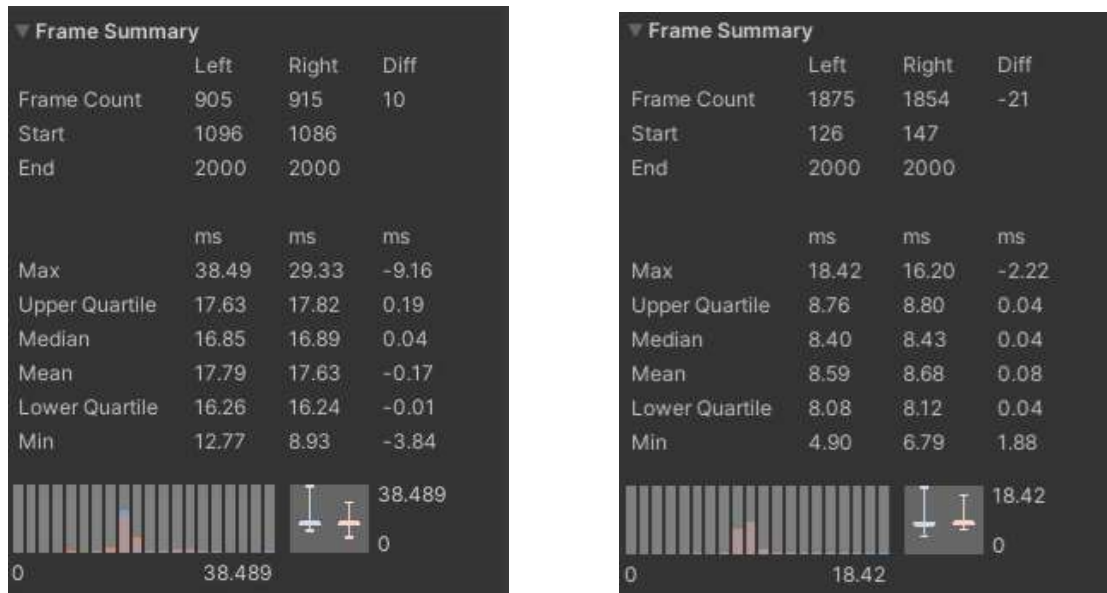 Frame Summary
Left Right Diff
Frame Count 905 915 10
Start 1096 1086
End 2000 2000
ms ms ms
Max 38.49 29.33 -9.16
Upper Quartile 17.63 17.82 0.19
Median 16.85 16.89 0.04
Mean 17.79 17.63 -0.17
Lower Quartile 16.26 16.24 -0.01
Min 12.77 8.93 -3.84
38.489
0
0 38.489
Frame Summary
Left Right Diff
Frame Count 1875 1854 -21
Start 126 147
End 2000 2000
ms ms ms
Max 18.42 16.20 -2.22
Upper Quartile 8.76 8.80 0.04
Median 8.40 8.43 0.04
Mean 8.59 8.68 0.08
Lower Quartile 8.08 8.12 0.04
Min 4.90 6.79 1.88
18.42
0
0 18.42